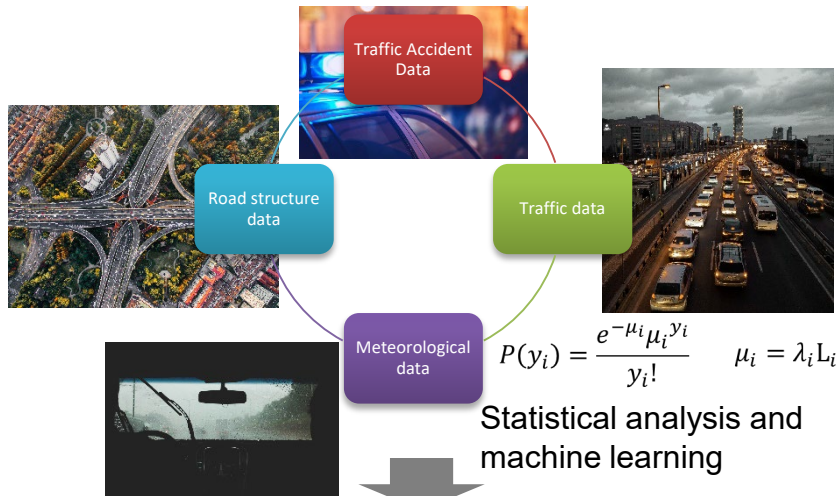 Traffic Accident
Data
Road structure
data
Traffic data
Meteorological
data
P(y_i) = \frac{e^{-μ_i} μ_i^{y_i}}{y_i!}    μ_i = λ_i L_i
Statistical analysis and
machine learning